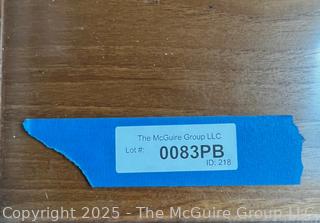 The McGuire Group LLC
Lot #: 0083PB
ID: 218
Copyright 2025 - The McGuire Group LLC